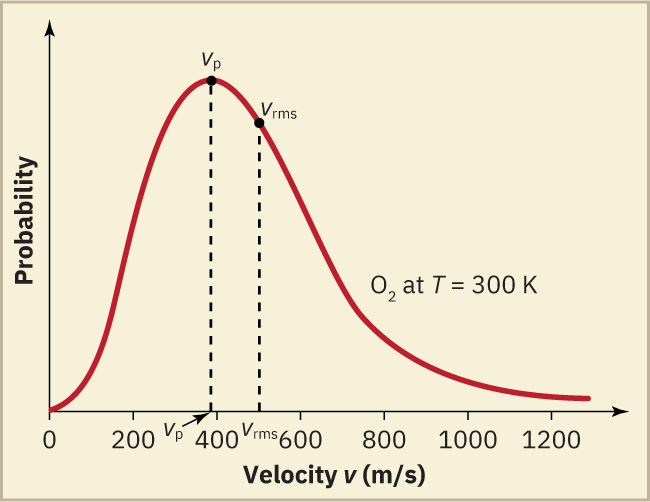 Probability
vₚ
vrms
O₂ at T = 300 K
0 200 vₚ 400 vrms 600 800 1000 1200
Velocity v (m/s)